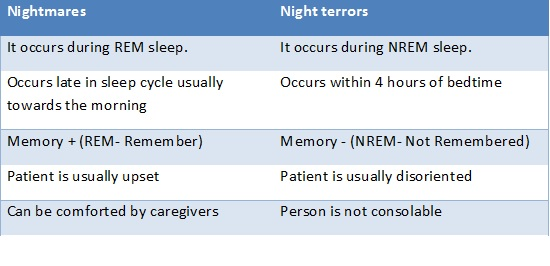 Nightmares Night terrors
It occurs during REM sleep. It occurs during NREM sleep.
Occurs late in sleep cycle usually Occurs within 4 hours of bedtime
towards the morning
Memory + (REM- Remember) Memory - (NREM- Not Remembered)
Patient is usually upset Patient is usually disoriented
Can be comforted by caregivers Person is not consolable